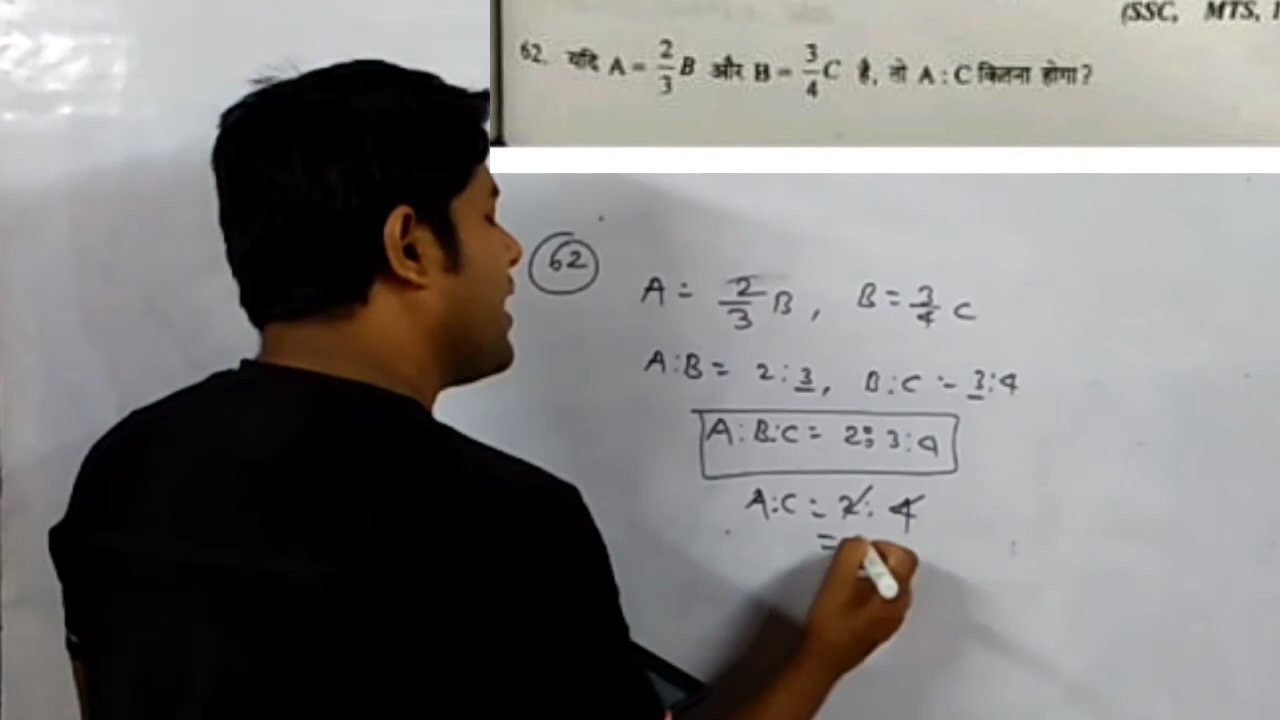 (SSC, MTS,
62. यदि A = 2/3 B और B = 3/4 C है, तो A : C कितना होगा?
62
A = 2/3 B, B = 3/4 C
A:B = 2:3, B:C = 3:4
A:B:C = 2:3:4
A:C = 2:4
=